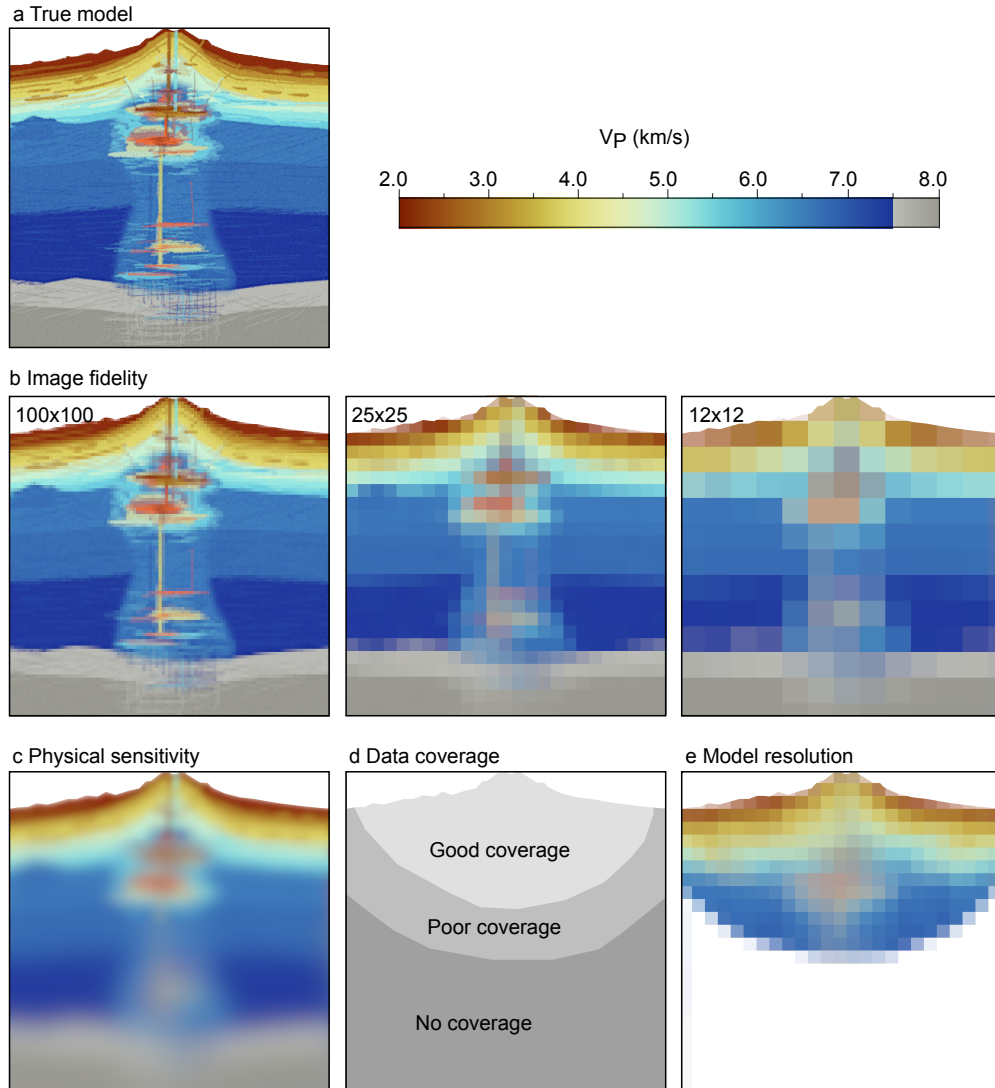 a True model
VP (km/s)
2.0 3.0 4.0 5.0 6.0 7.0 8.0
b Image fidelity
100x100
25x25
12x12
c Physical sensitivity
d Data coverage
e Model resolution
Good coverage
Poor coverage
No coverage